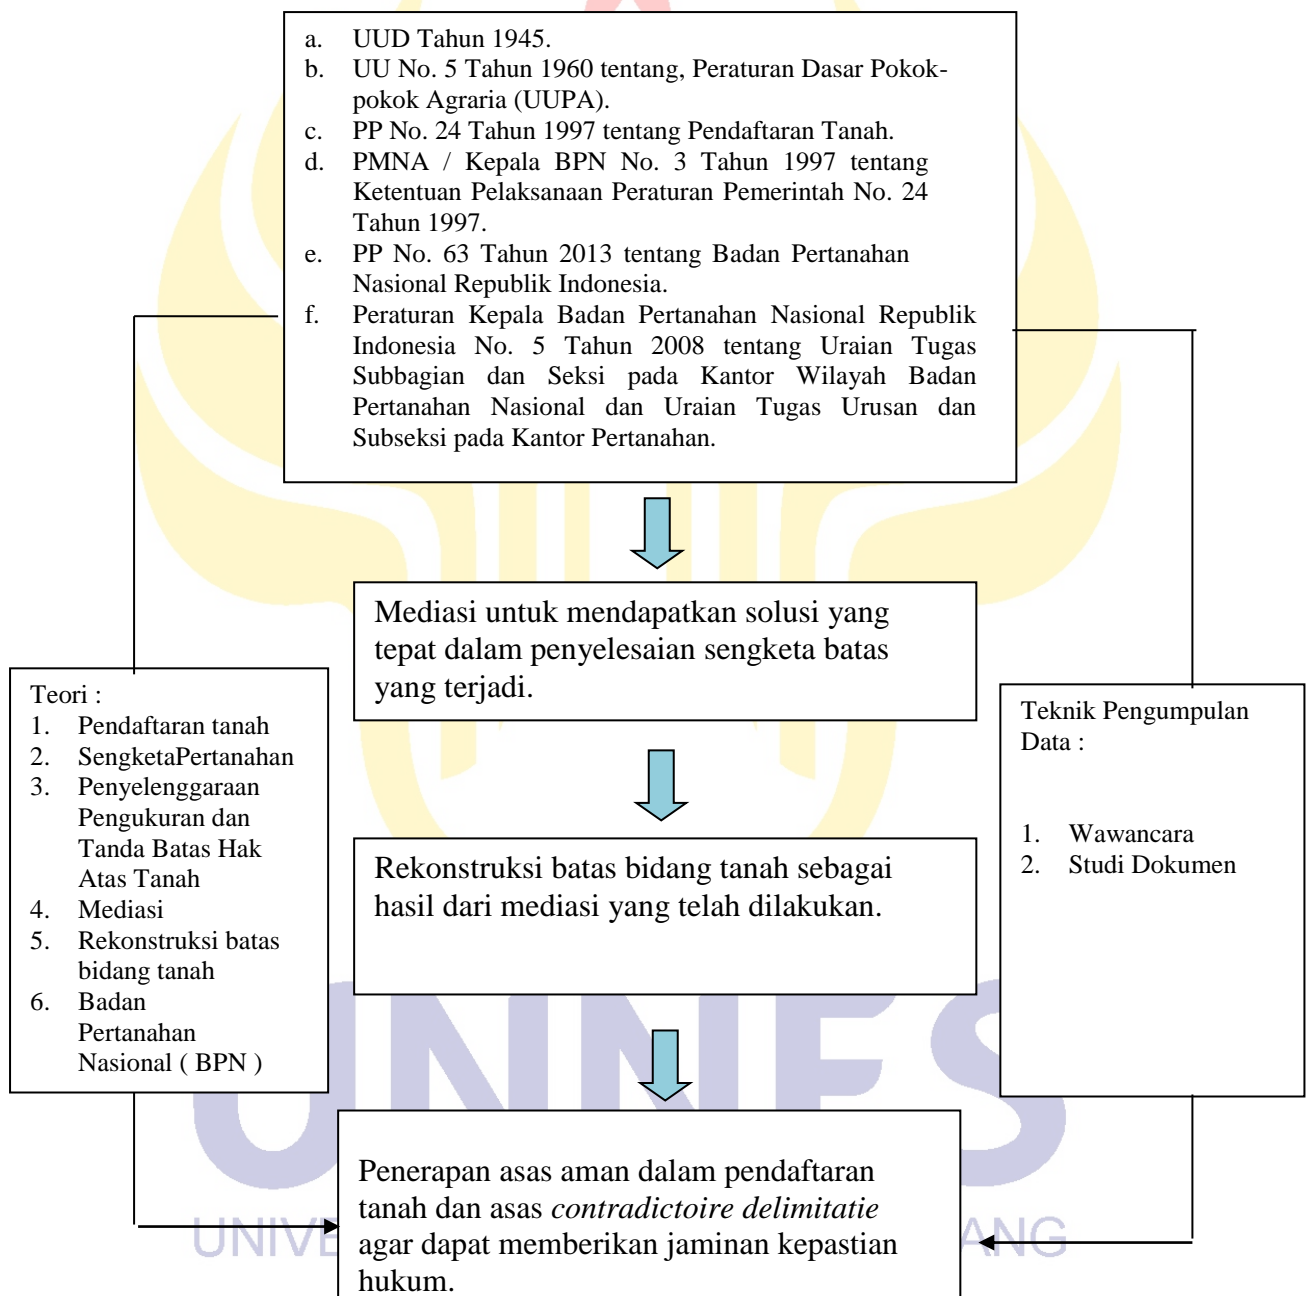 a. UUD Tahun 1945.
b. UU No. 5 Tahun 1960 tentang, Peraturan Dasar Pokok-
pokok Agraria (UUPA).
c. PP No. 24 Tahun 1997 tentang Pendaftaran Tanah.
d. PMNA / Kepala BPN No. 3 Tahun 1997 tentang
Ketentuan Pelaksanaan Peraturan Pemerintah No. 24
Tahun 1997.
e. PP No. 63 Tahun 2013 tentang Badan Pertanahan
Nasional Republik Indonesia.
f. Peraturan Kepala Badan Pertanahan Nasional Republik
Indonesia No. 5 Tahun 2008 tentang Uraian Tugas
Subbagian dan Seksi pada Kantor Wilayah Badan
Pertanahan Nasional dan Uraian Tugas Urusan dan
Subseksi pada Kantor Pertanahan.
Mediasi untuk mendapatkan solusi yang
tepat dalam penyelesaian sengketa batas
yang terjadi.
Teori :
1. Pendaftaran tanah
2. SengketaPertanahan
3. Penyelenggaraan
Pengukuran dan
Tanda Batas Hak
Atas Tanah
4. Mediasi
5. Rekonstruksi batas
bidang tanah
6. Badan
Pertanahan
Nasional ( BPN )
Teknik Pengumpulan
Data :
1. Wawancara
2. Studi Dokumen
Rekonstruksi batas bidang tanah sebagai
hasil dari mediasi yang telah dilakukan.
UNNES
Penerapan asas aman dalam pendaftaran
tanah dan asas contradictoire delimitatie
agar dapat memberikan jaminan kepastian
hukum.